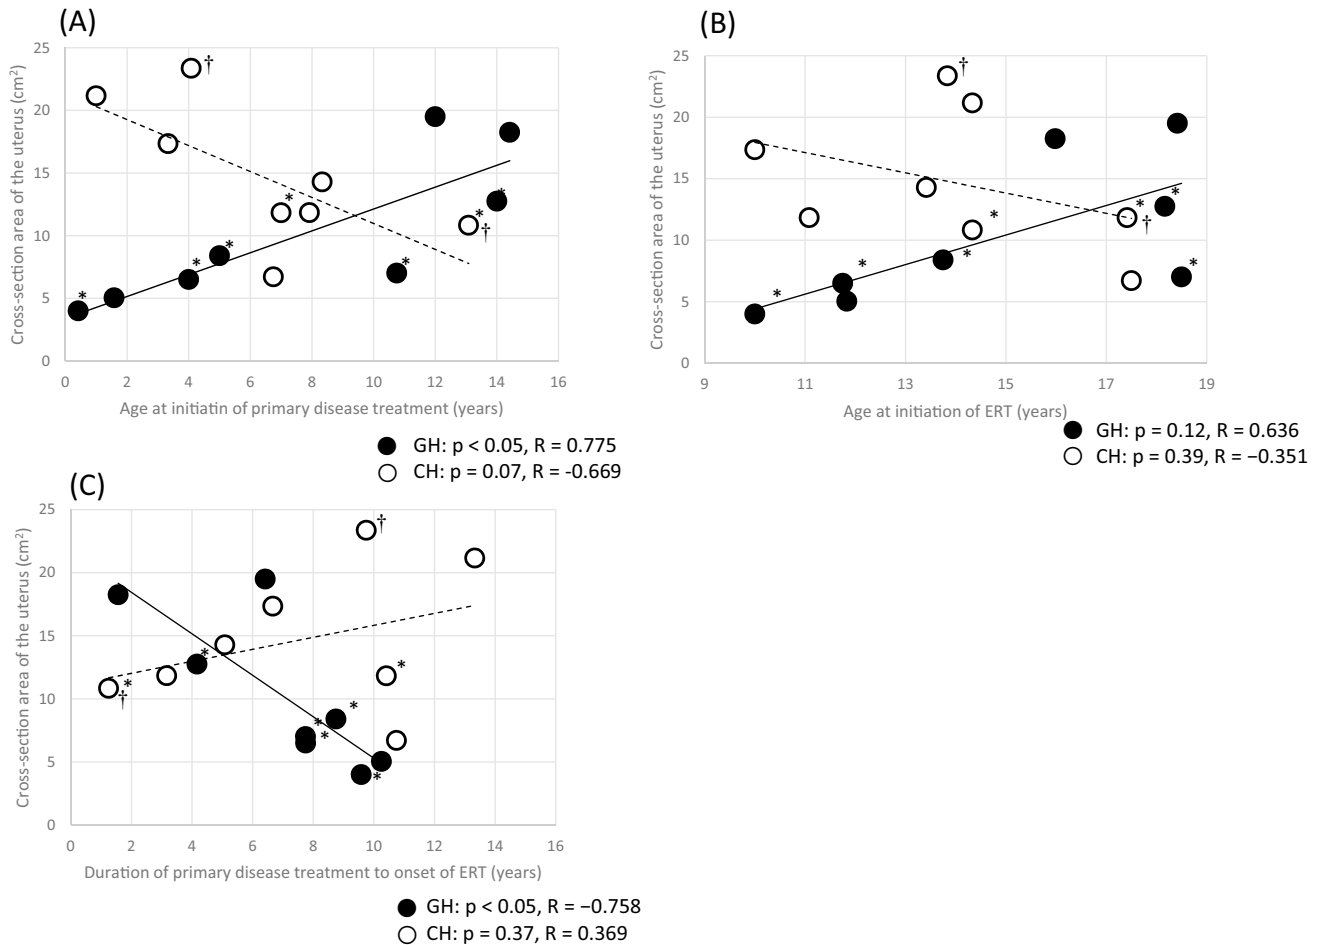 (A)
25
20
15
10
5
0
0 2 4 6 8 10 12 14 16
Cross-section area of the uterus (cm²)
Age at initiatin of primary disease treatment (years)
† * * * * * * * †
GH: p < 0.05, R = 0.775
CH: p = 0.07, R = -0.669
(B)
25
20
15
10
5
0
9 11 13 15 17 19
Cross-section area of the uterus (cm²)
Age at initiation of ERT (years)
† * * * * * * * †
GH: p = 0.12, R = 0.636
CH: p = 0.39, R = −0.351
(C)
25
20
15
10
5
0
0 2 4 6 8 10 12 14 16
Cross-section area of the uterus (cm²)
Duration of primary disease treatment to onset of ERT (years)
† * * * * * * * †
GH: p < 0.05, R = −0.758
CH: p = 0.37, R = 0.369